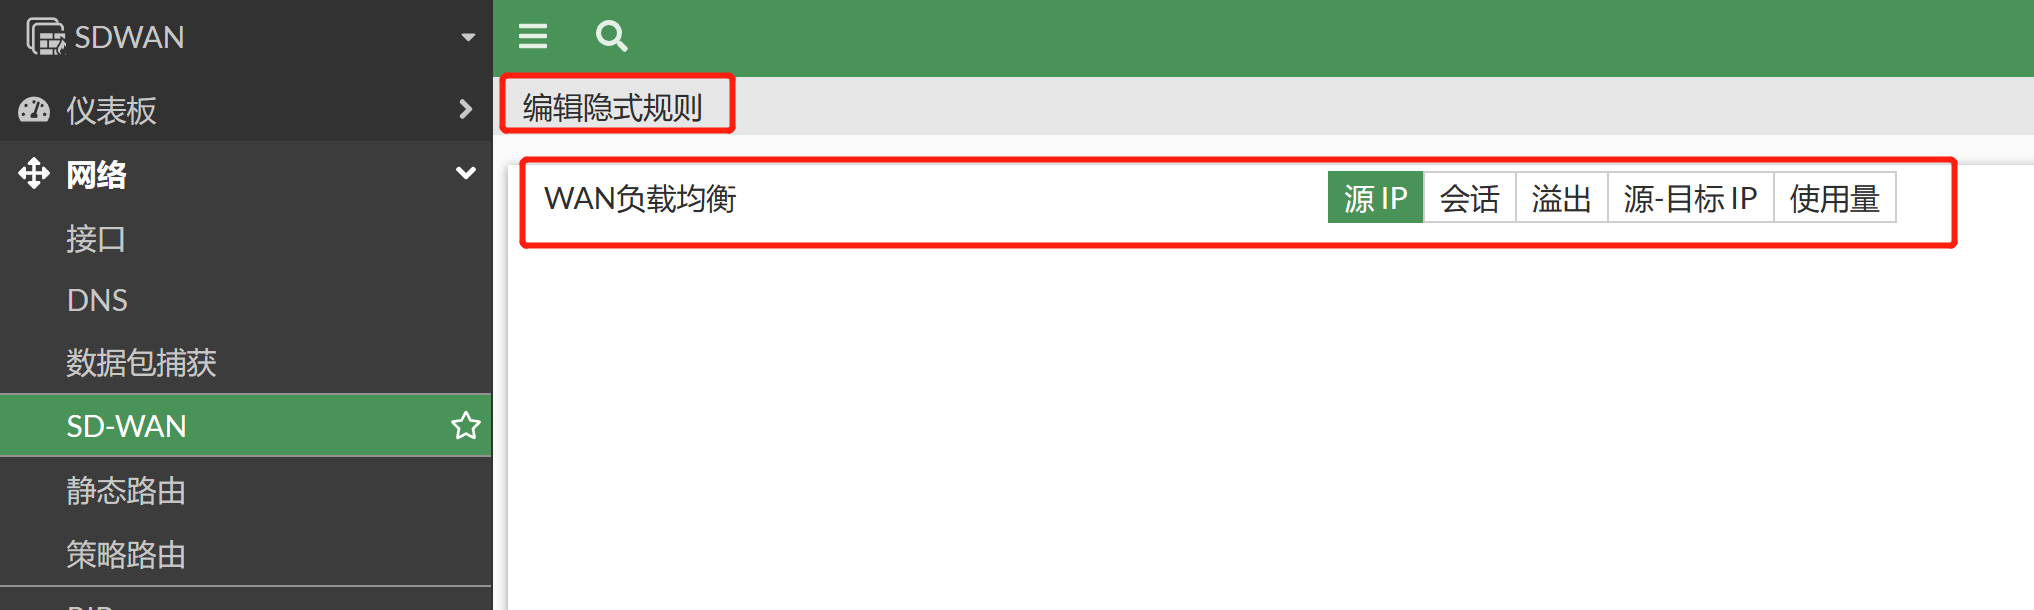 SDWAN
仪表板
网络
接口
DNS
数据包捕获
SD-WAN
静态路由
策略路由
编辑隐式规则
WAN负载均衡
源 IP 会话 溢出 源-目标 IP 使用量